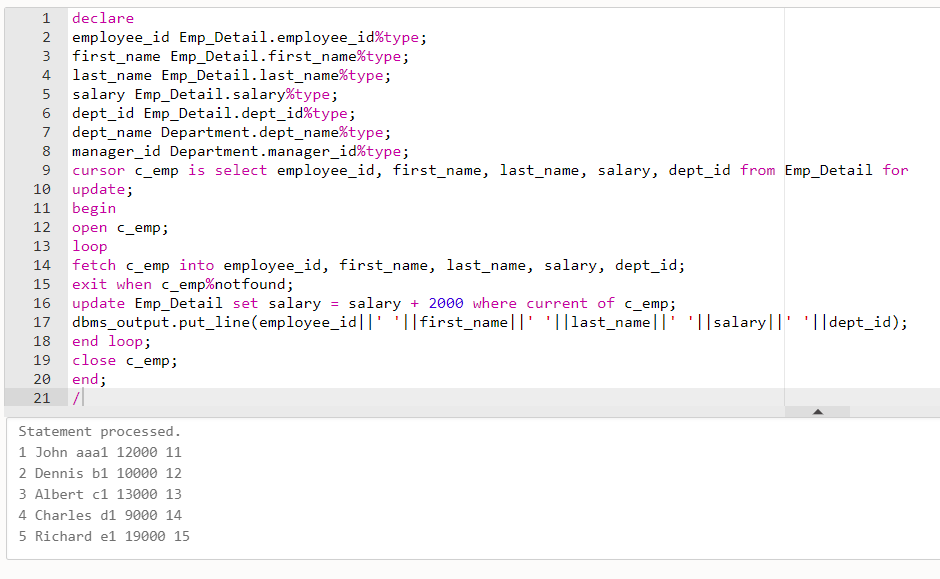 1 declare
2 employee_id Emp_Detail.employee_id%type;
3 first_name Emp_Detail.first_name%type;
4 last_name Emp_Detail.last_name%type;
5 salary Emp_Detail.salary%type;
6 dept_id Emp_Detail.dept_id%type;
7 dept_name Department.dept_name%type;
8 manager_id Department.manager_id%type;
9 cursor c_emp is select employee_id, first_name, last_name, salary, dept_id from Emp_Detail for
10 update;
11 begin
12 open c_emp;
13 loop
14 fetch c_emp into employee_id, first_name, last_name, salary, dept_id;
15 exit when c_emp%notfound;
16 update Emp_Detail set salary = salary + 2000 where current of c_emp;
17 dbms_output.put_line(employee_id||' '||first_name||' '||last_name||' '||salary||' '||dept_id);
18 end loop;
19 close c_emp;
20 end;
21 /
Statement processed.
1 John aaa1 12000 11
2 Dennis b1 10000 12
3 Albert c1 13000 13
4 Charles d1 9000 14
5 Richard e1 19000 15